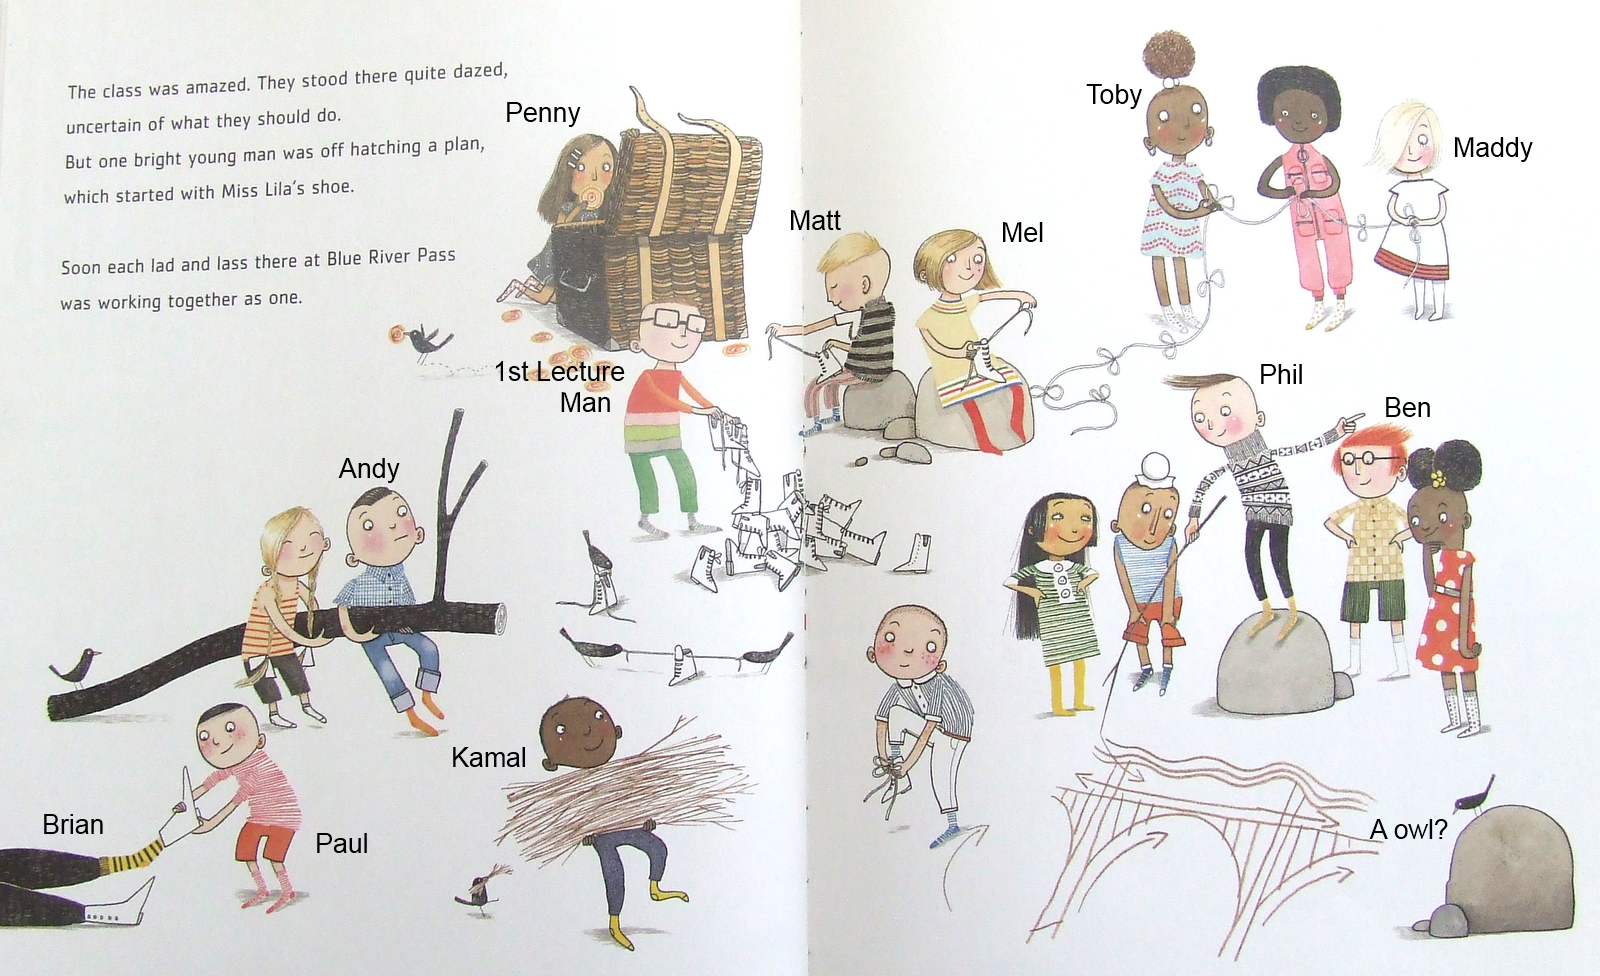 The class was amazed. They stood there quite dazed,
uncertain of what they should do.
But one bright young man was off hatching a plan,
which started with Miss Lila's shoe.
Soon each lad and lass there at Blue River Pass
was working together as one.
Penny
Toby
Maddy
Matt
Mel
1st Lecture
Man
Phil
Ben
Andy
Kamal
Brian
Paul
A owl?